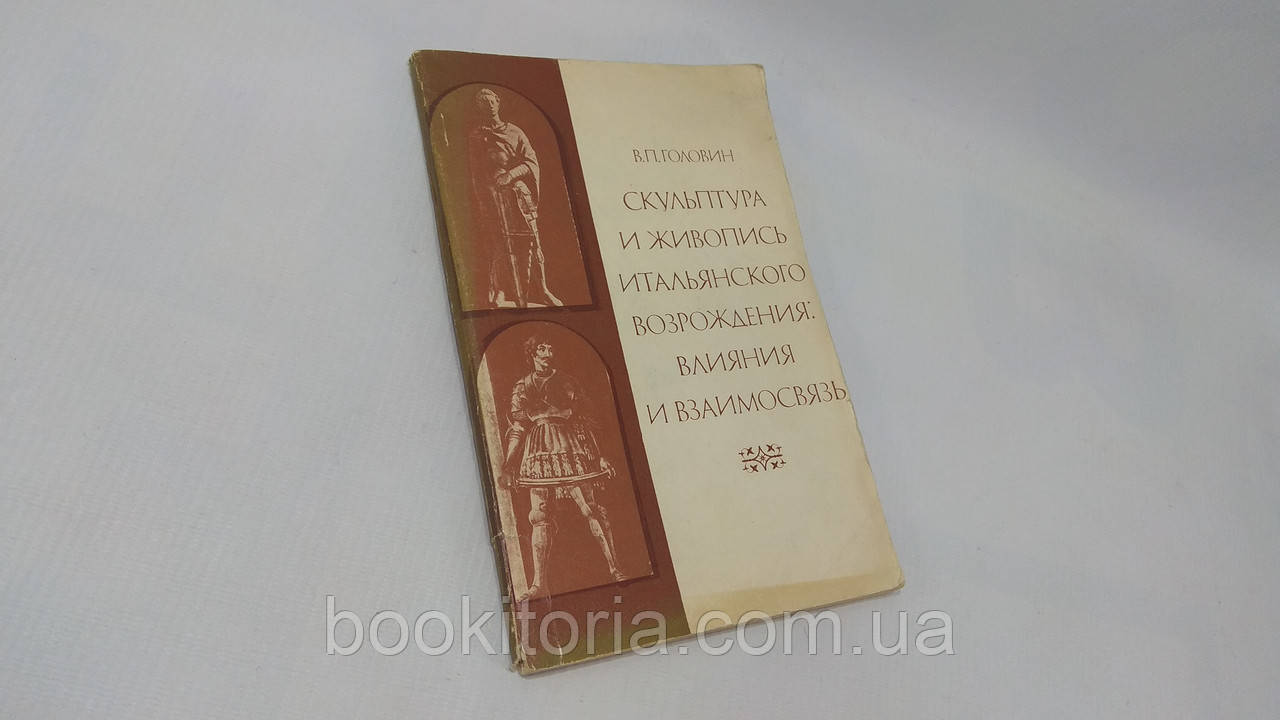 В.П.ГОЛОВИН
СКУЛЬПТУРА
И ЖИВОПИСЬ
ИТАЛЬЯНСКОГО
ВОЗРОЖДЕНИЯ:
ВЛИЯНИЯ
И ВЗАИМОСВЯЗЬ
bookitoria.com.ua